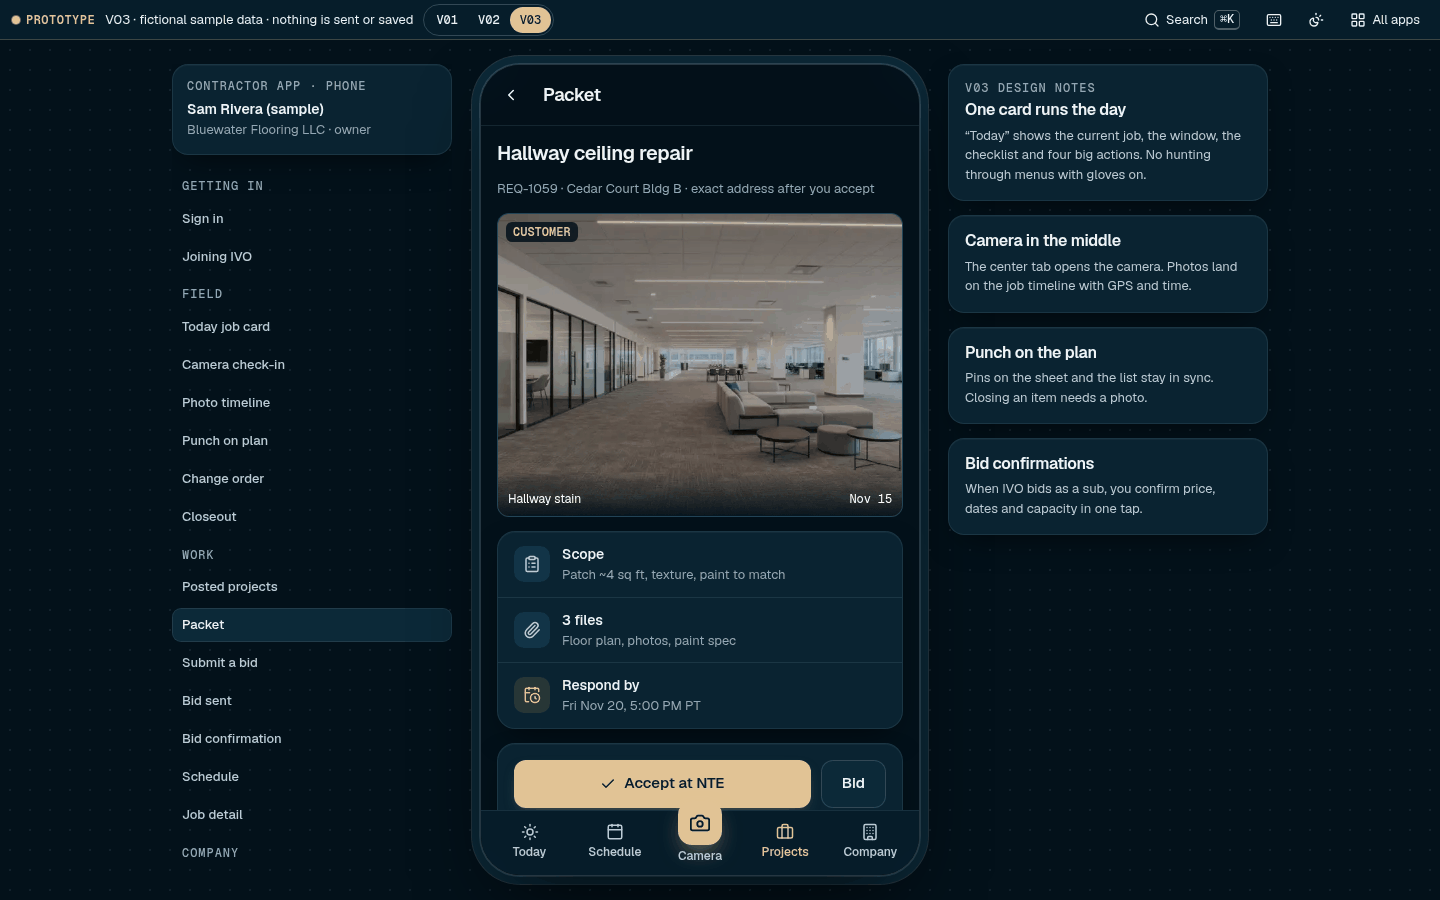 PROTOTYPE V03 · fictional sample data · nothing is sent or saved V01 V02 V03 Search ⌘K All apps
CONTRACTOR APP · PHONE
Sam Rivera (sample)
Bluewater Flooring LLC · owner
GETTING IN
Sign in
Joining IVO
FIELD
Today job card
Camera check-in
Photo timeline
Punch on plan
Change order
Closeout
WORK
Posted projects
Packet
Submit a bid
Bid sent
Bid confirmation
Schedule
Job detail
COMPANY
Packet
Hallway ceiling repair
REQ-1059 · Cedar Court Bldg B · exact address after you accept
CUSTOMER
Hallway stain Nov 15
Scope
Patch ~4 sq ft, texture, paint to match
3 files
Floor plan, photos, paint spec
Respond by
Fri Nov 20, 5:00 PM PT
Accept at NTE Bid
Today Schedule Camera Projects Company
V03 DESIGN NOTES
One card runs the day
“Today” shows the current job, the window, the
checklist and four big actions. No hunting
through menus with gloves on.
Camera in the middle
The center tab opens the camera. Photos land
on the job timeline with GPS and time.
Punch on the plan
Pins on the sheet and the list stay in sync.
Closing an item needs a photo.
Bid confirmations
When IVO bids as a sub, you confirm price,
dates and capacity in one tap.